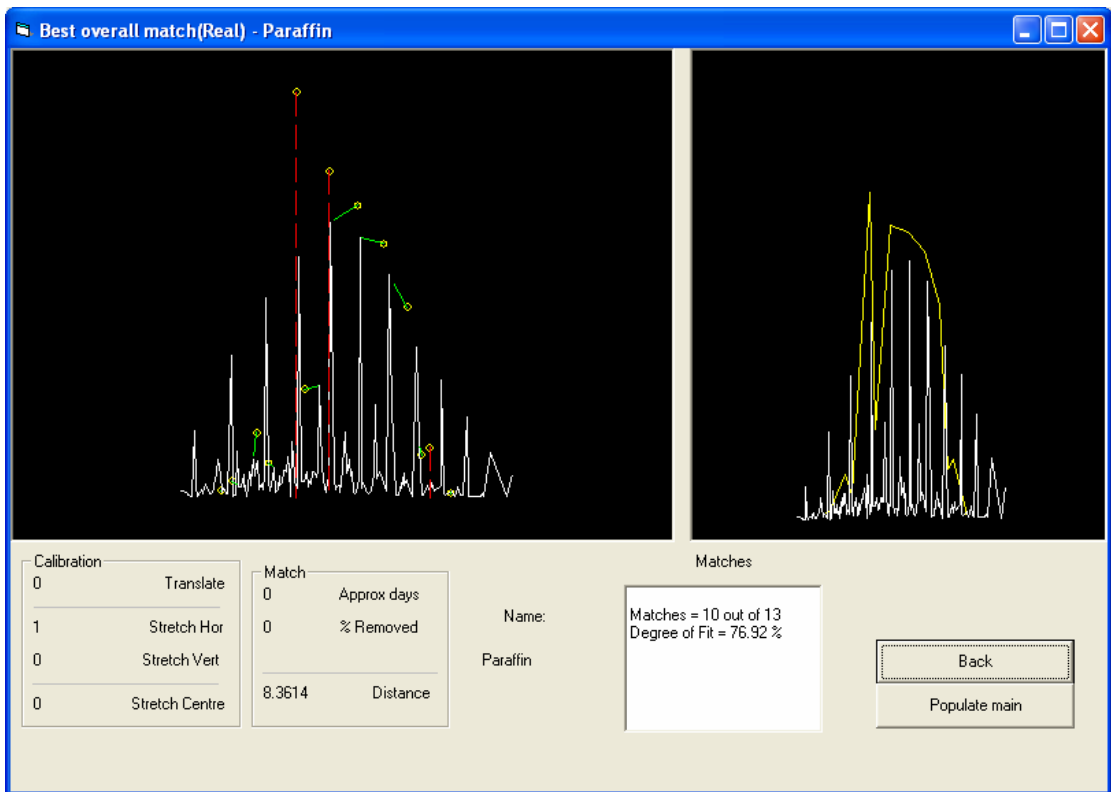 Best overall match(Real) - Paraffin
Calibration
0 Translate
1 Stretch Hor
0 Stretch Vert
0 Stretch Centre
Match
0 Approx days
0 % Removed
8.3614 Distance
Name:
Paraffin
Matches
Matches = 10 out of 13
Degree of Fit = 76.92 %
Back
Populate main